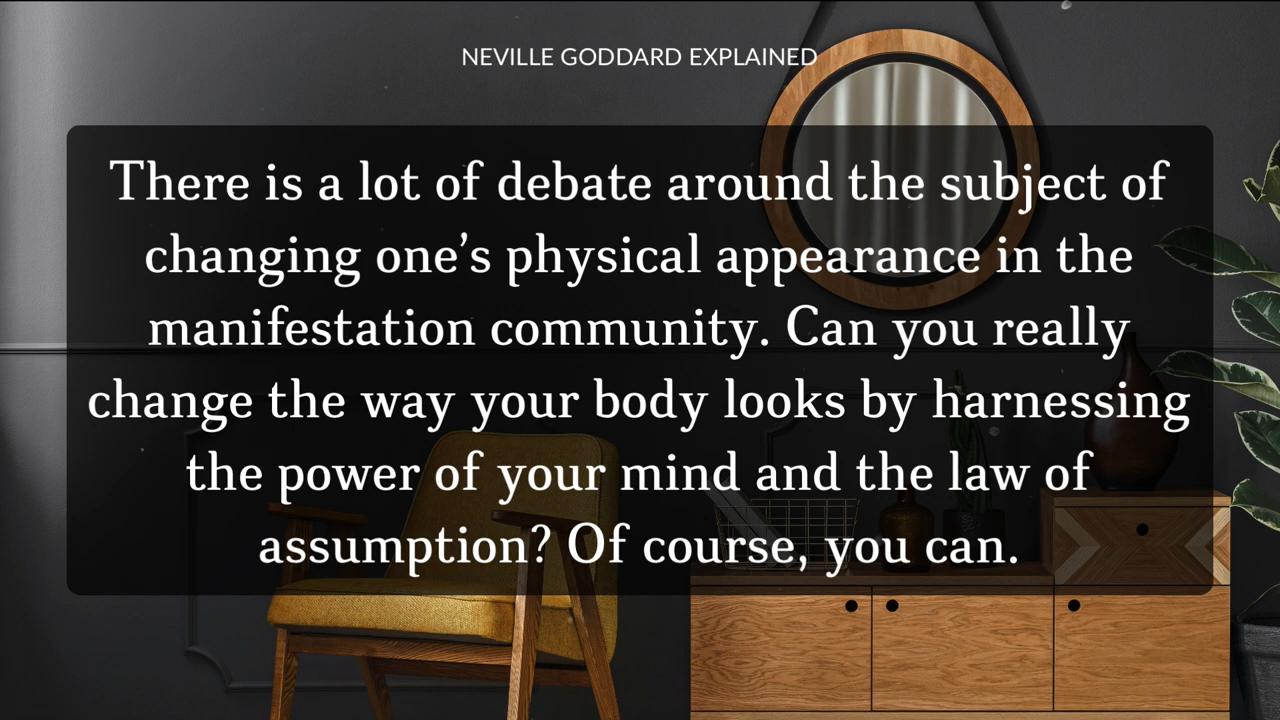 NEVILLE GODDARD EXPLAINED
There is a lot of debate around the subject of
changing one’s physical appearance in the
manifestation community. Can you really
change the way your body looks by harnessing
the power of your mind and the law of
assumption? Of course, you can.